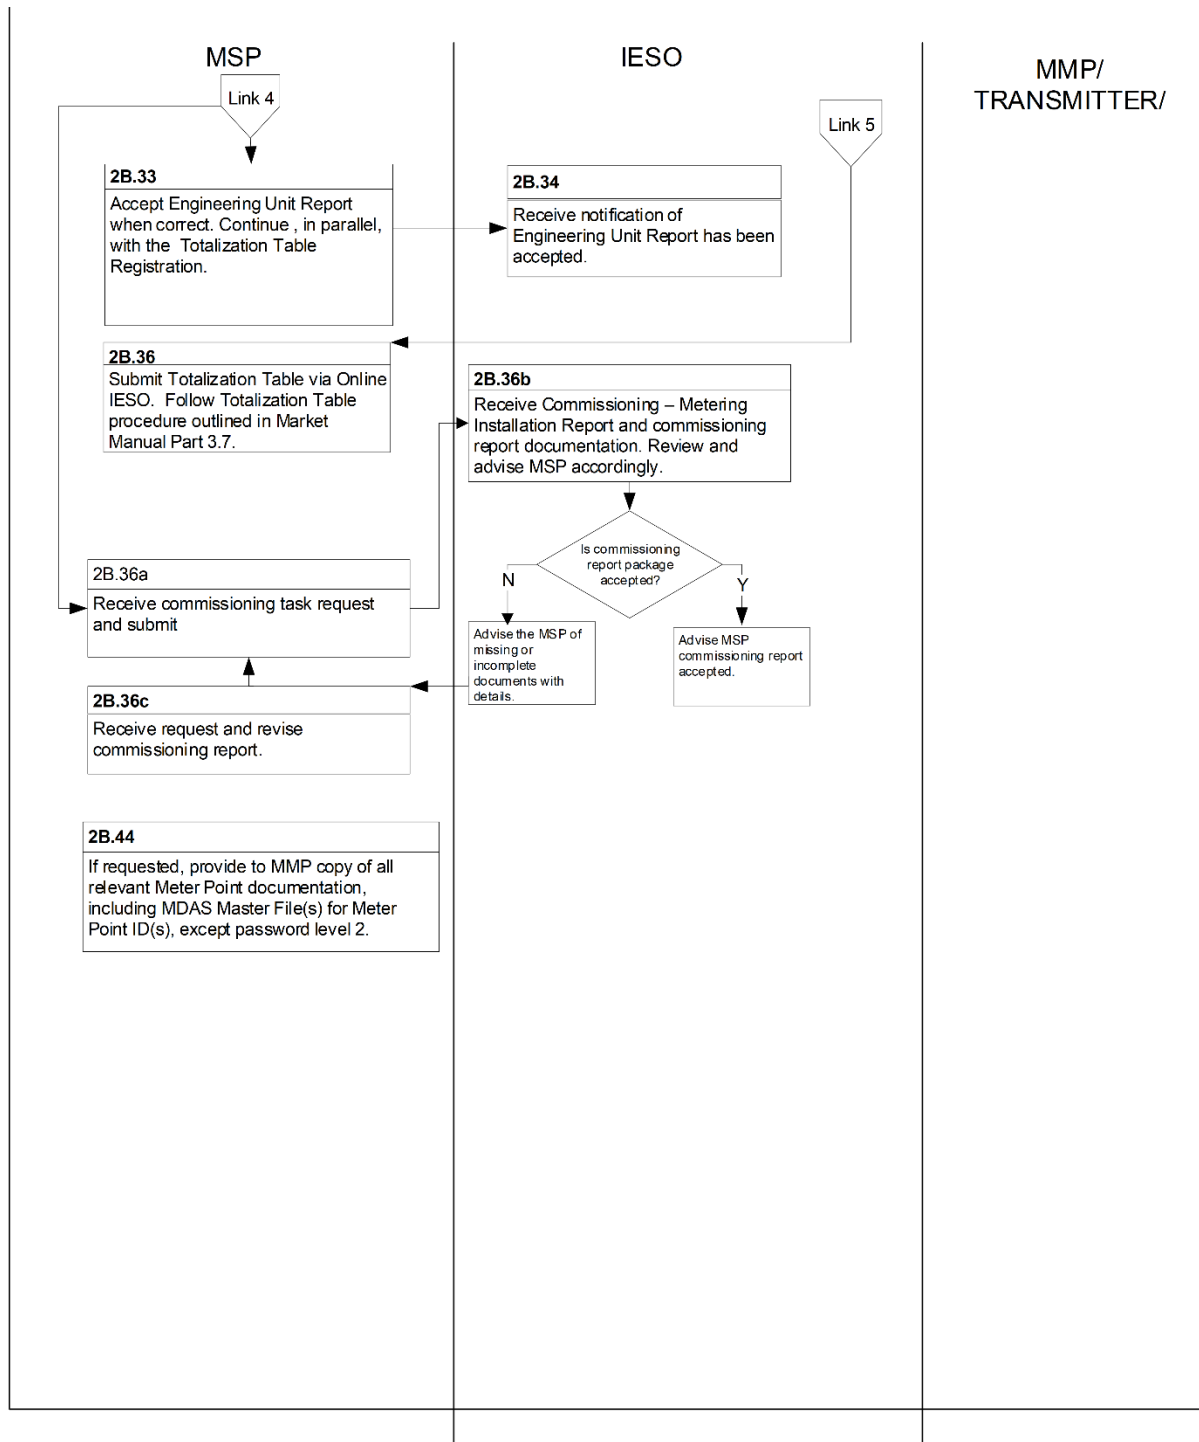 MSP
IESO
MMP/
TRANSMITTER/
Link 4
Link 5
2B.33
Accept Engineering Unit Report
when correct. Continue , in parallel,
with the Totalization Table
Registration.
2B.34
Receive notification of
Engineering Unit Report has been
accepted.
2B.36
Submit Totalization Table via Online
IESO. Follow Totalization Table
procedure outlined in Market
Manual Part 3.7.
2B.36b
Receive Commissioning – Metering
Installation Report and commissioning
report documentation. Review and
advise MSP accordingly.
Is commissioning
report package
accepted?
N
Y
2B.36a
Receive commissioning task request
and submit
Advise the MSP of
missing or
incomplete
documents with
details.
Advise MSP
commissioning report
accepted.
2B.36c
Receive request and revise
commissioning report.
2B.44
If requested, provide to MMP copy of all
relevant Meter Point documentation,
including MDAS Master File(s) for Meter
Point ID(s), except password level 2.